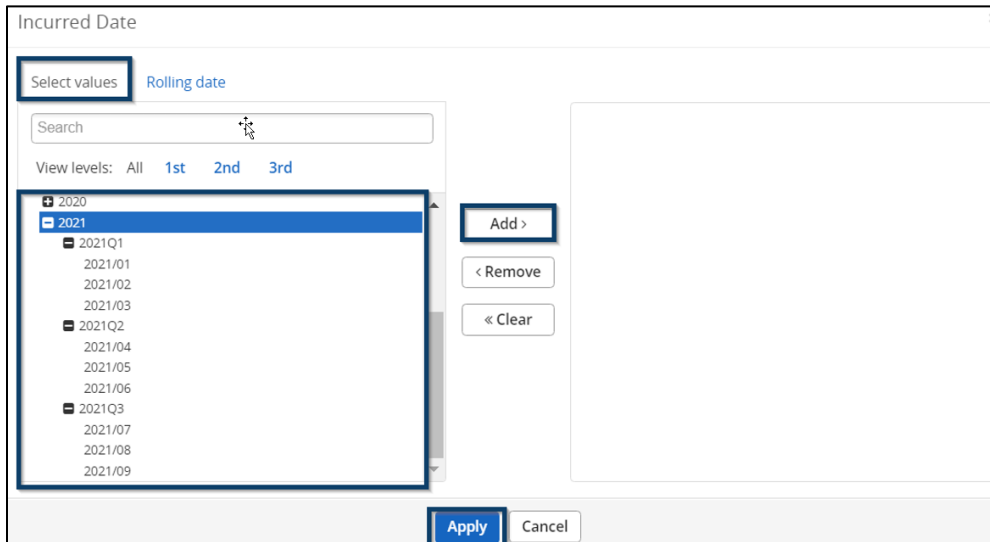 Incurred Date
Select values Rolling date
Search
View levels: All 1st 2nd 3rd
2020
2021
2021Q1
2021/01
2021/02
2021/03
2021Q2
2021/04
2021/05
2021/06
2021Q3
2021/07
2021/08
2021/09
Add >
< Remove
« Clear
Apply Cancel